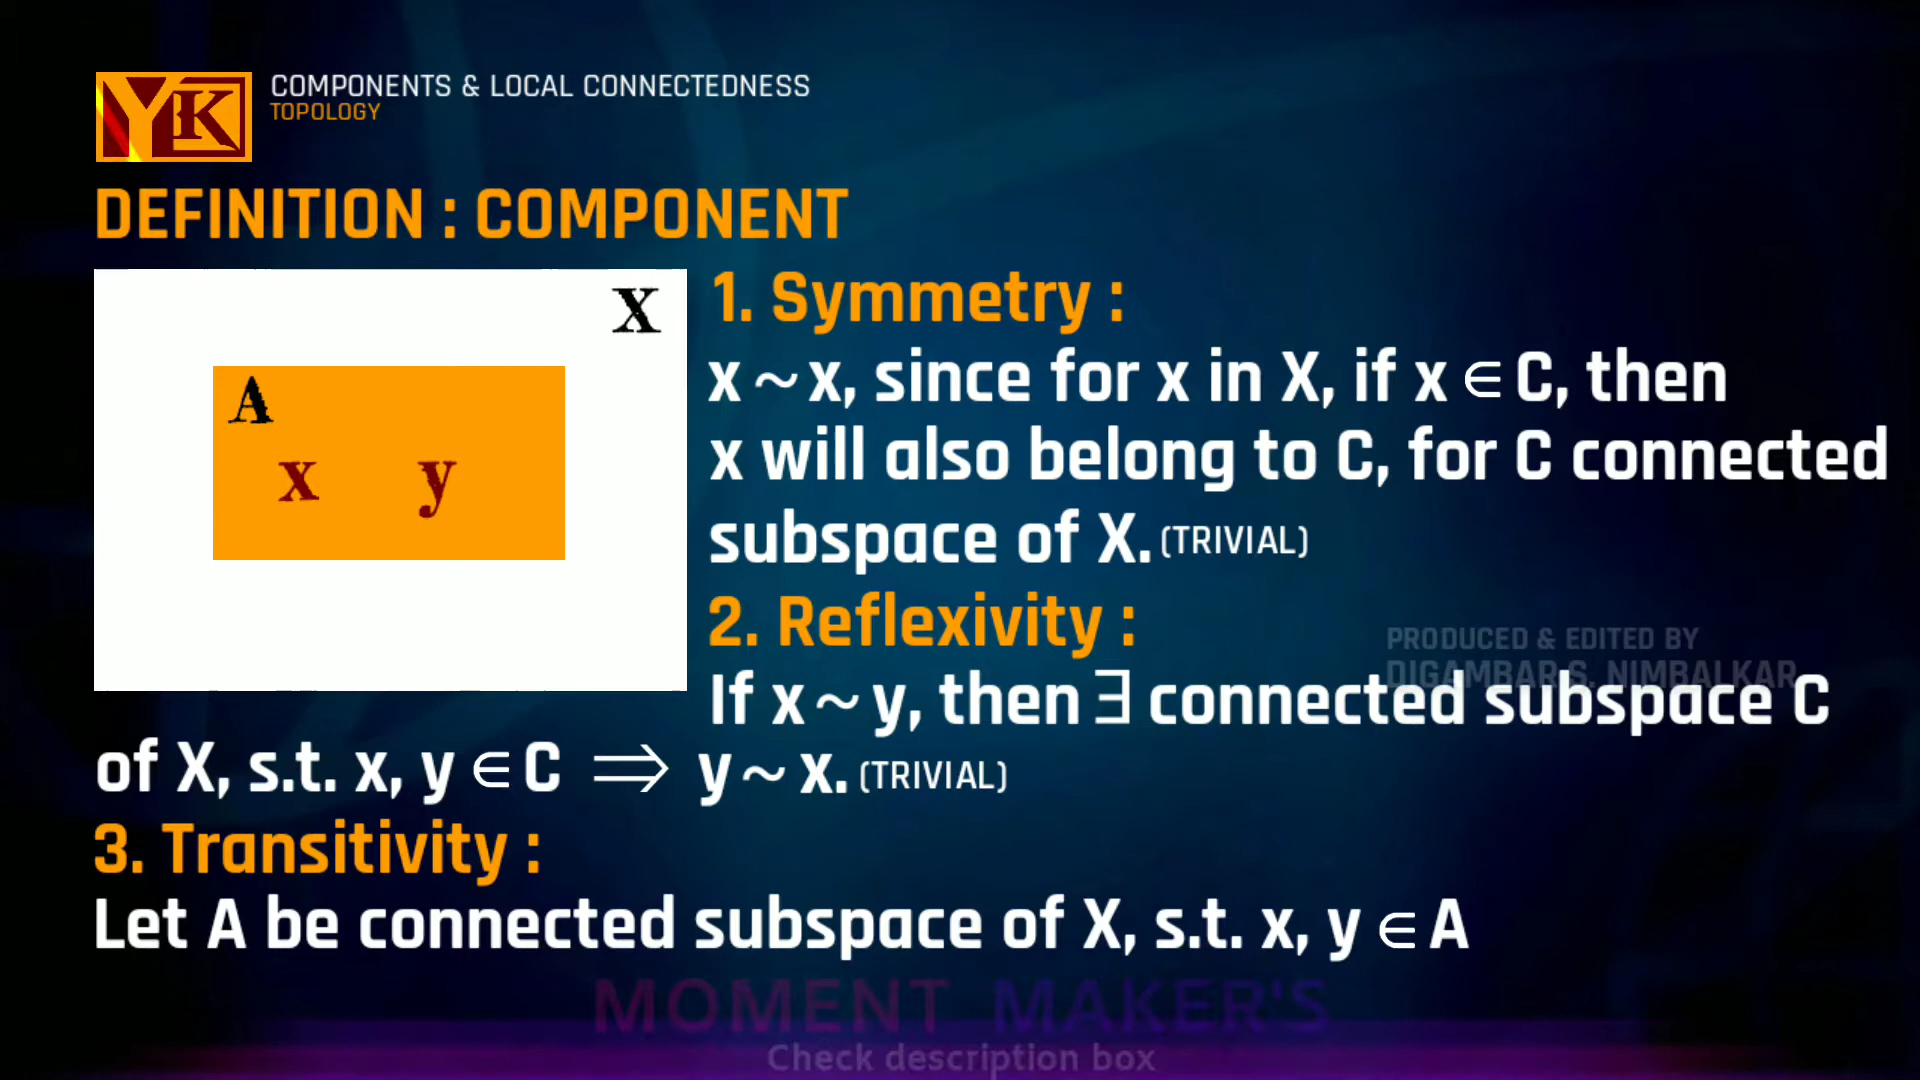 YK
COMPONENTS & LOCAL CONNECTEDNESS
TOPOLOGY
DEFINITION : COMPONENT
X
A
x y
1. Symmetry :
x ~ x, since for x in X, if x ∈ C, then
x will also belong to C, for C connected
subspace of X. (TRIVIAL)
2. Reflexivity :
PRODUCED & EDITED BY
DIGAMBAR S. NIMBALKAR
If x ~ y, then ∃ connected subspace C
of X, s.t. x, y ∈ C ⟹ y ~ x. (TRIVIAL)
3. Transitivity :
Let A be connected subspace of X, s.t. x, y ∈ A
MOMENT MAKER'S
Check description box